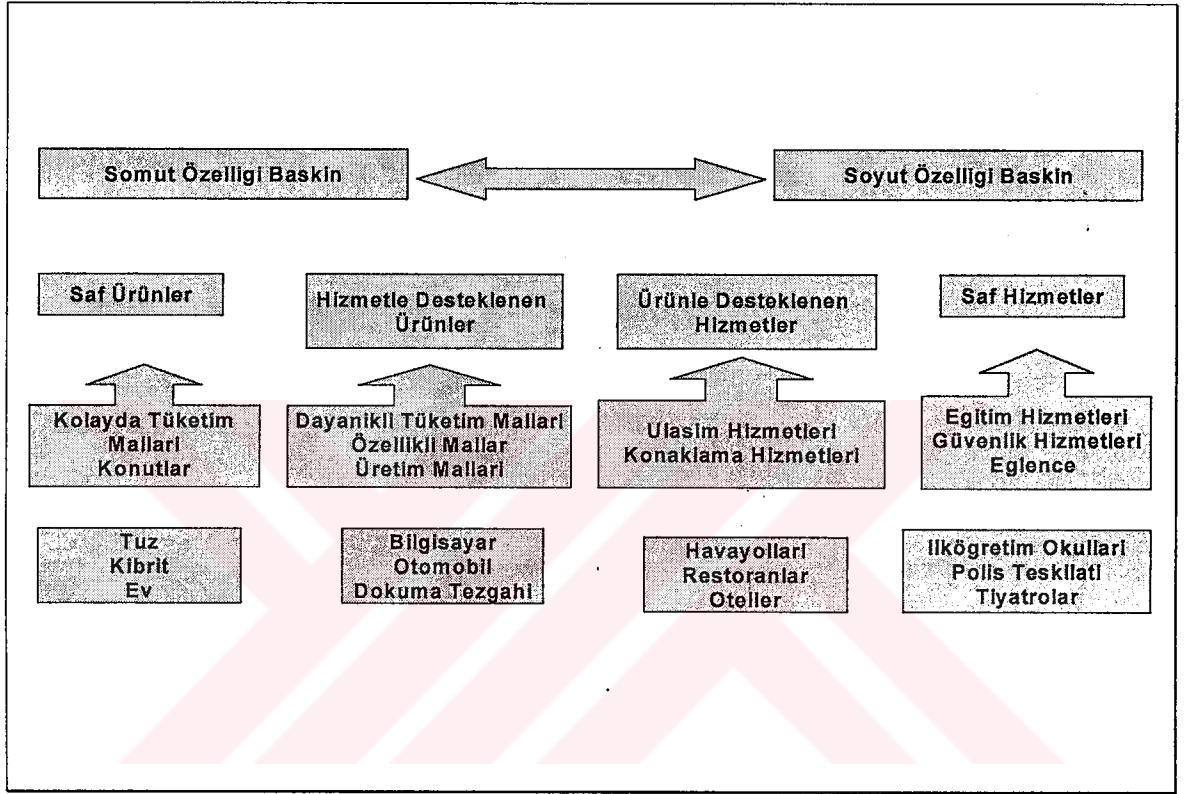 Somut Özelligi Baskin
Soyut Özelligi Baskin
Saf Ürünler
Hizmetle Desteklenen
Ürünler
Ürünle Desteklenen
Hizmetler
Saf Hizmetler
Kolayda Tüketim
Mallari
Konutlar
Dayanikli Tüketim Mallari
Özellikli Mallar
Üretim Mallari
Ulasim Hizmetleri
Konaklama Hizmetleri
Egitim Hizmetleri
Güvenlik Hizmetleri
Eglence
Tuz
Kibrit
Ev
Bilgisayar
Otomobil
Dokuma Tezgahi
Havayollari
Restoranlar
Oteller
Ilkögretim Okullari
Polis Teskilati
Tiyatrolar